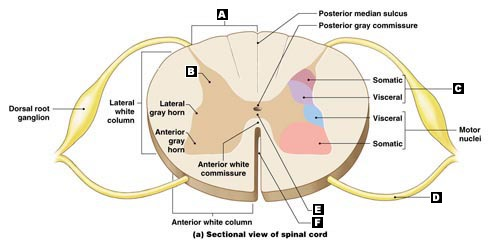 A
Posterior median sulcus
Posterior gray commissure
B
Somatic
C
Visceral
Dorsal root
ganglion
Lateral
white
column
Lateral
gray horn
Visceral
Motor
nuclei
Anterior
gray
horn
Somatic
Anterior white
commissure
D
E
Anterior white column
F
(a) Sectional view of spinal cord